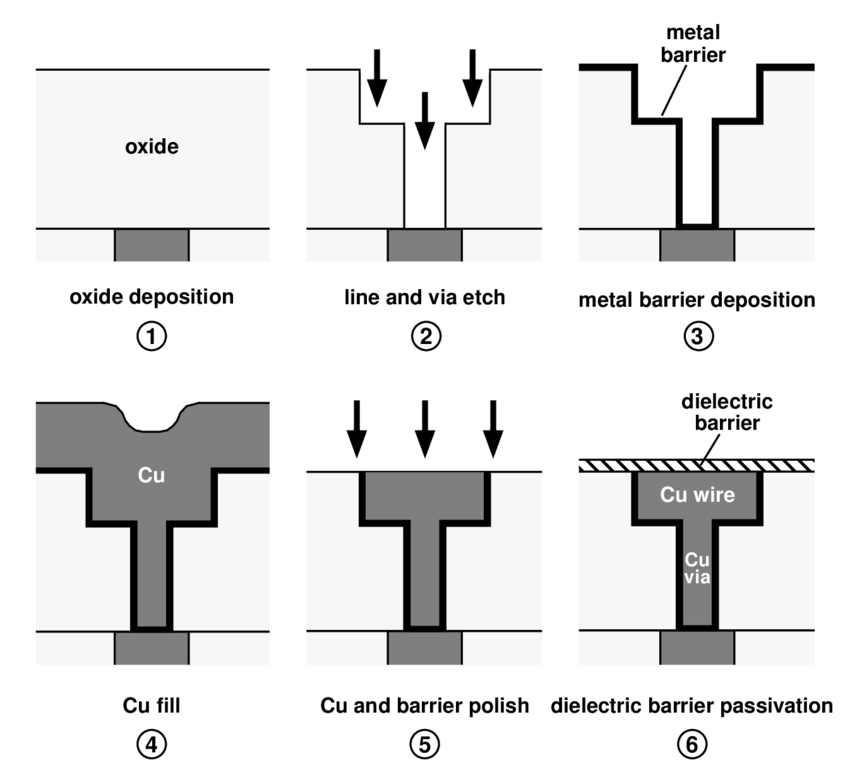 oxide
oxide deposition
1
line and via etch
2
metal
barrier
metal barrier deposition
3
Cu
Cu fill
4
Cu and barrier polish
5
dielectric
barrier
Cu wire
Cu
via
dielectric barrier passivation
6